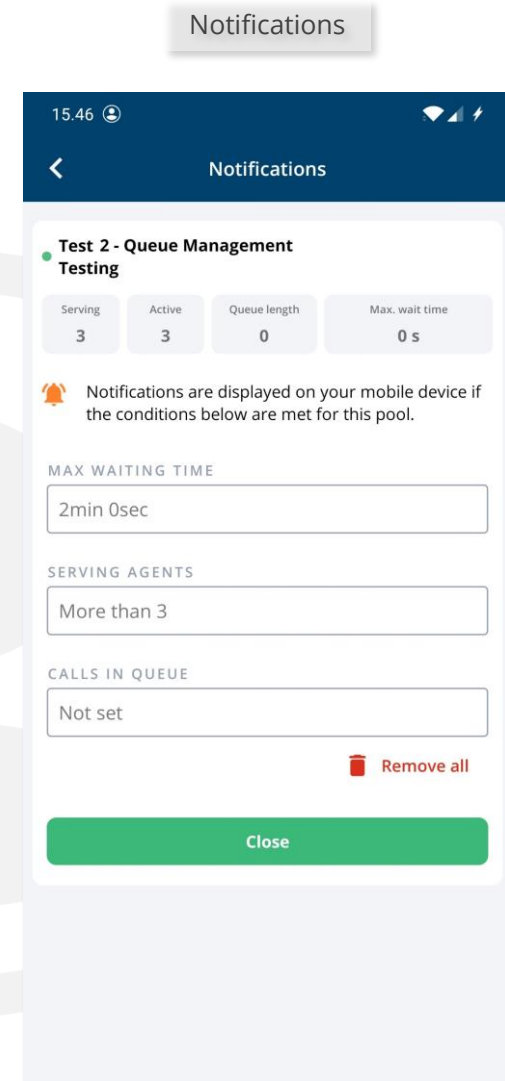 Notifications
15.46
Notifications
Test 2 - Queue Management
Testing
Serving Active Queue length Max. wait time
3 3 0 0 s
Notifications are displayed on your mobile device if
the conditions below are met for this pool.
MAX WAITING TIME
2min 0sec
SERVING AGENTS
More than 3
CALLS IN QUEUE
Not set
Remove all
Close